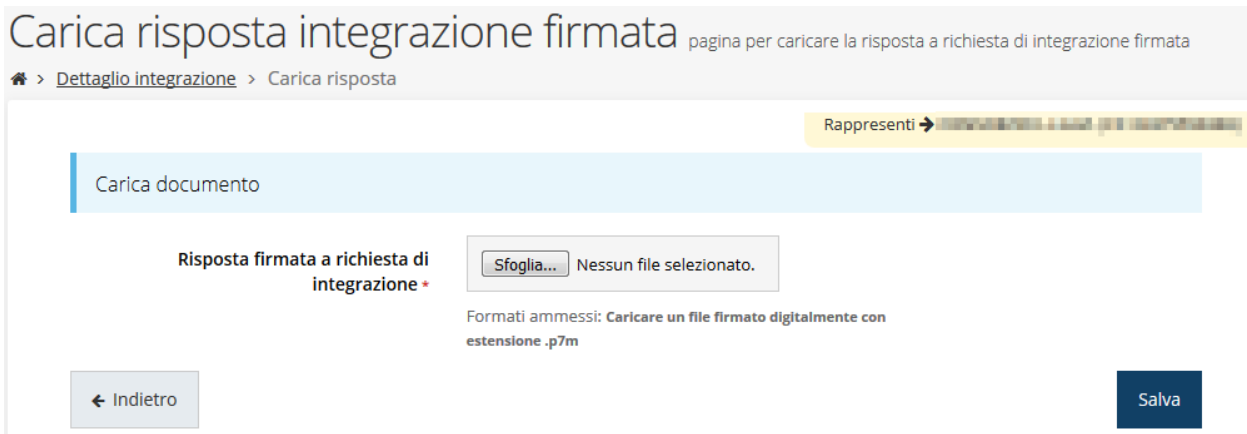 Carica risposta integrazione firmata pagina per caricare la risposta a richiesta di integrazione firmata
> Dettaglio integrazione > Carica risposta
Rappresenti
Carica documento
Risposta firmata a richiesta di
integrazione *
Sfoglia... Nessun file selezionato.
Formati ammessi: Caricare un file firmato digitalmente con
estensione .p7m
Indietro
Salva